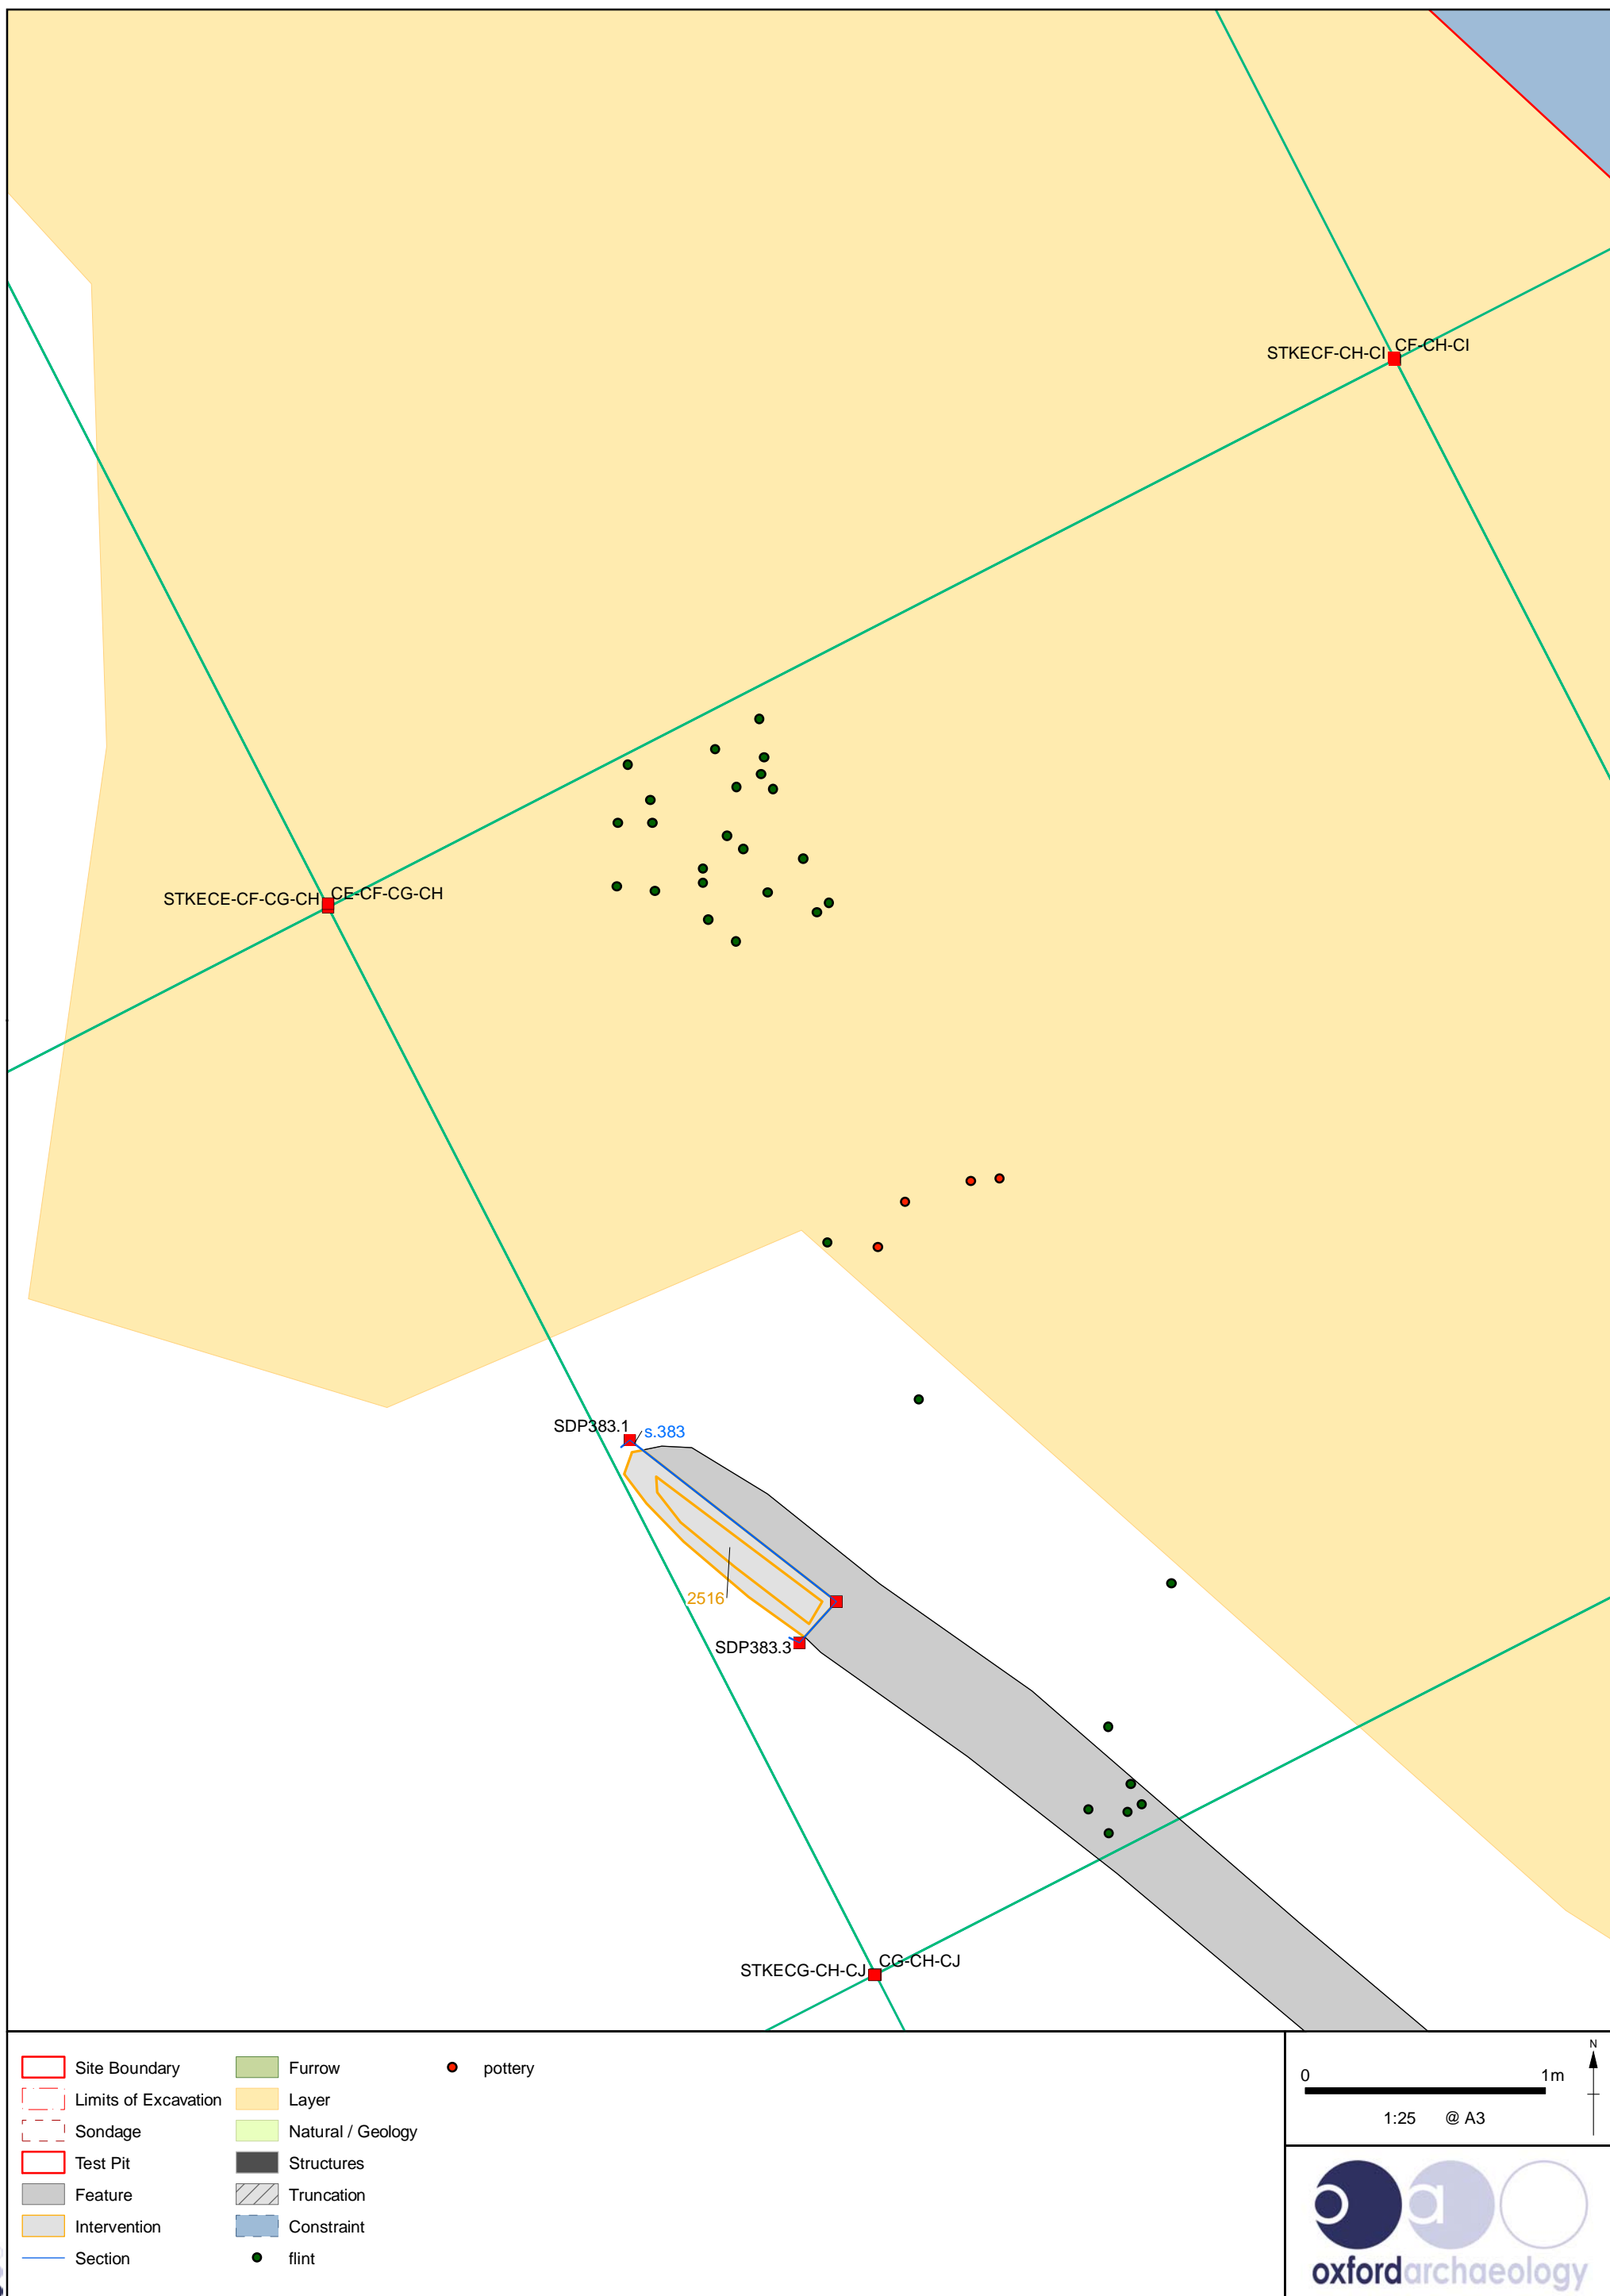 STKECF-CH-CI CF-CH-CI
STKECE-CF-CG-CH CE-CF-CG-CH
SDP383.1 s.383
2516
SDP383.3
STKECG-CH-CJ CG-CH-CJ
Site Boundary
Limits of Excavation
Sondage
Test Pit
Feature
Intervention
Section
Furrow
Layer
Natural / Geology
Structures
Truncation
Constraint
flint
pottery
0 1m
1:25 @ A3
N
oxfordarchaeology